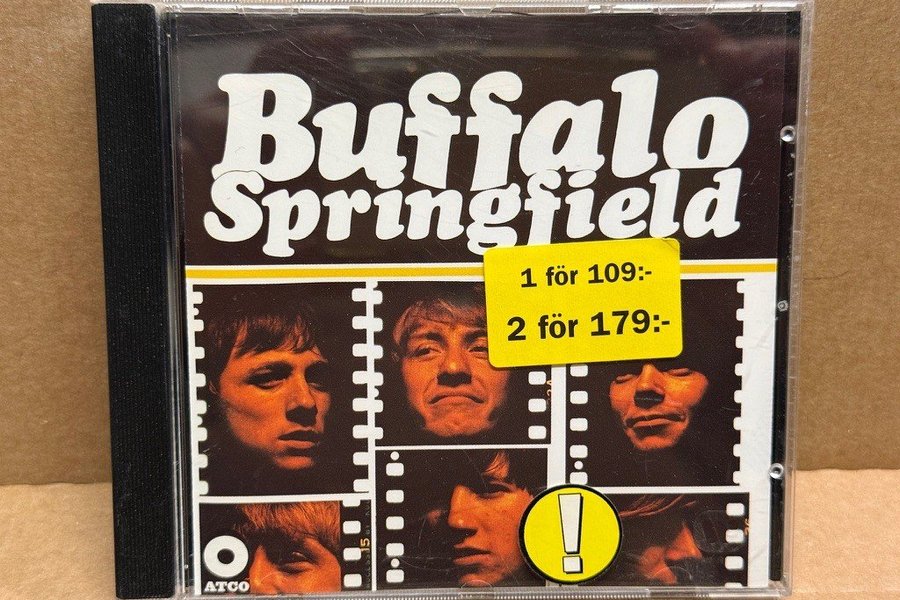 Buffalo
Springfield
1 för 109:-
2 för 179:-
15
!
ATCO